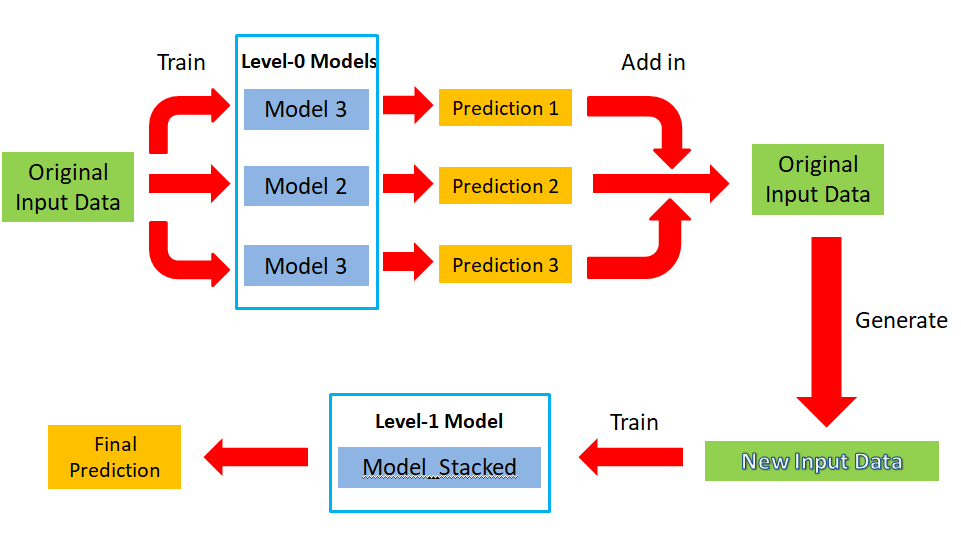 Train
Level-0 Models
Add in
Model 3
Prediction 1
Original
Input Data
Model 2
Prediction 2
Original
Input Data
Model 3
Prediction 3
Generate
Level-1 Model
Train
Final
Prediction
Model_Stacked
New Input Data